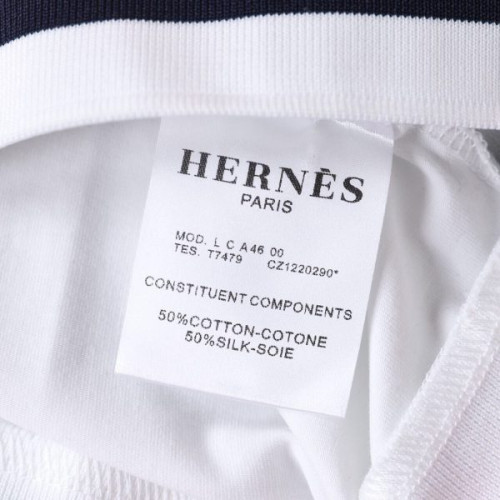 HERNÈS
PARIS
MOD. L C A46 00
TES. T7479 CZ1220290*
CONSTITUENT COMPONENTS
50%COTTON-COTONE
50%SILK-SOIE